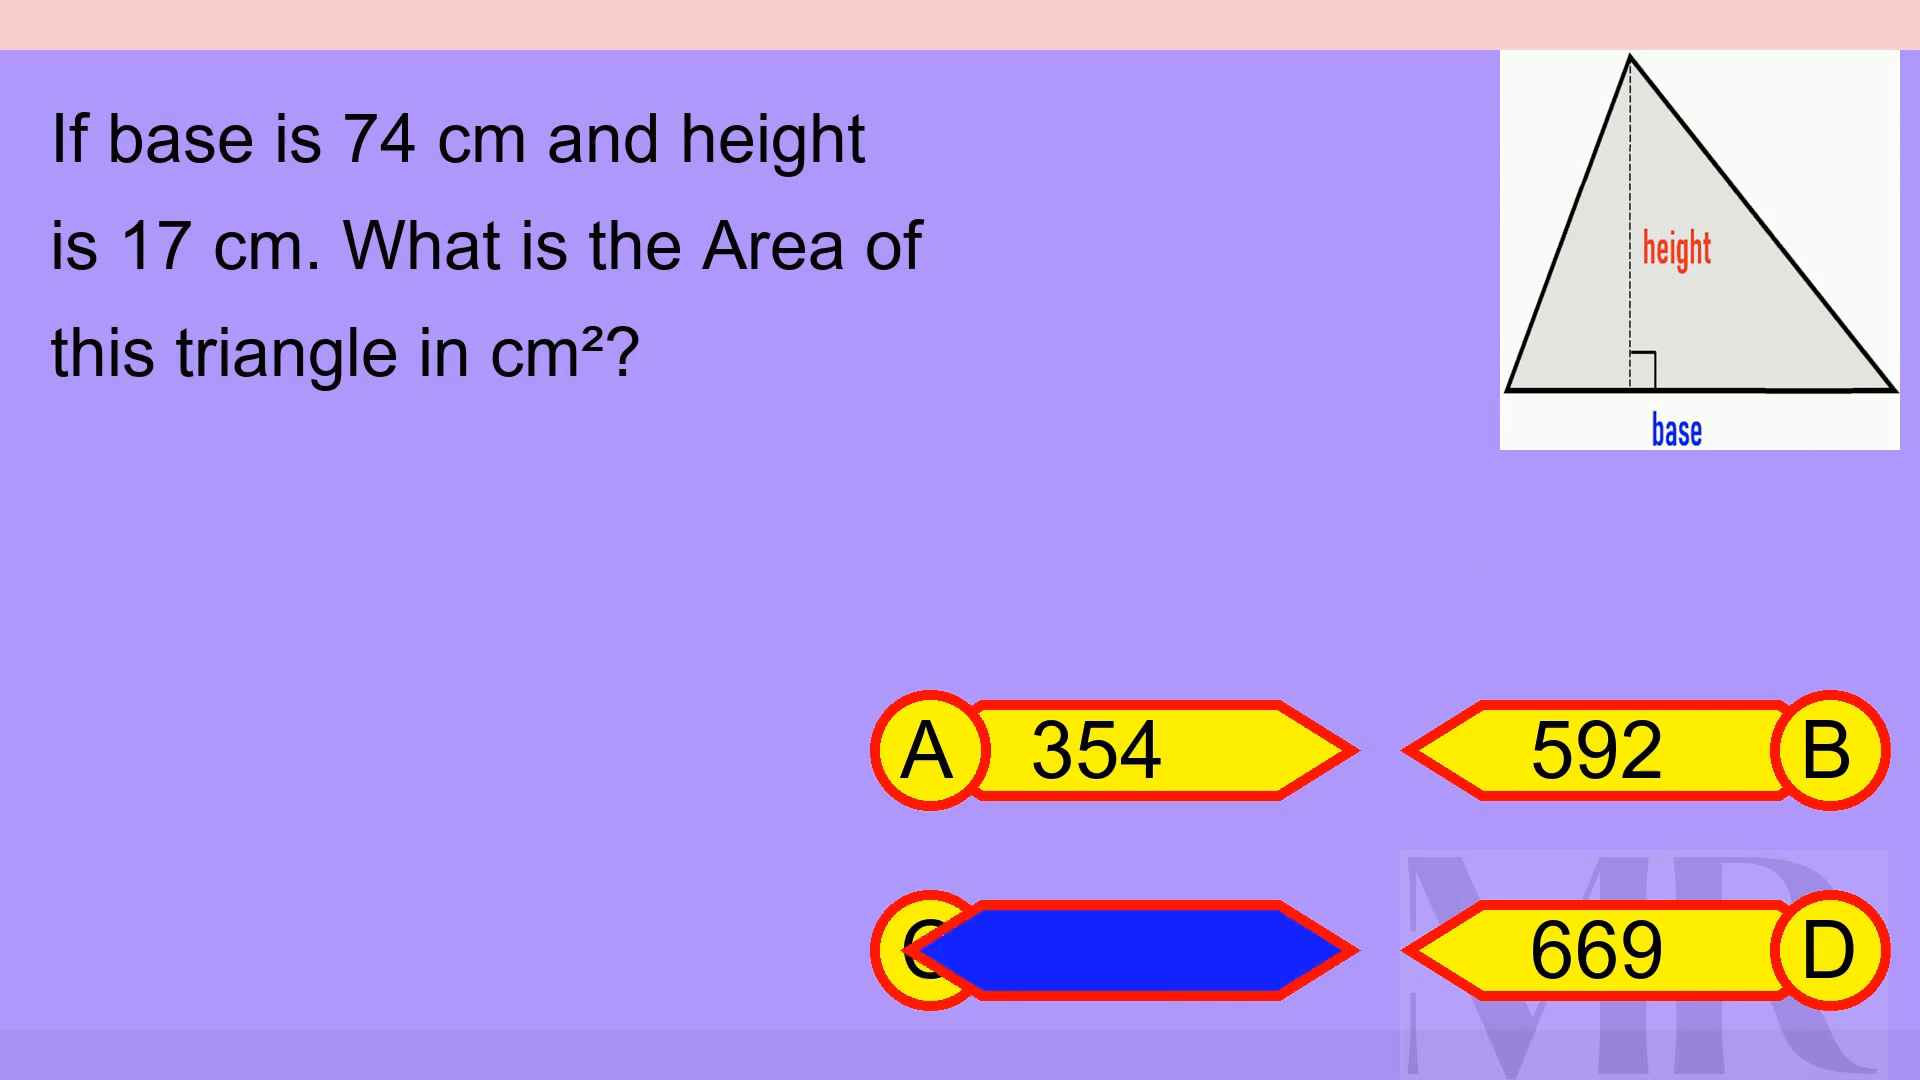 If base is 74 cm and height
is 17 cm. What is the Area of
this triangle in cm²?
height
base
A 354
592 B
C
669 D
MR